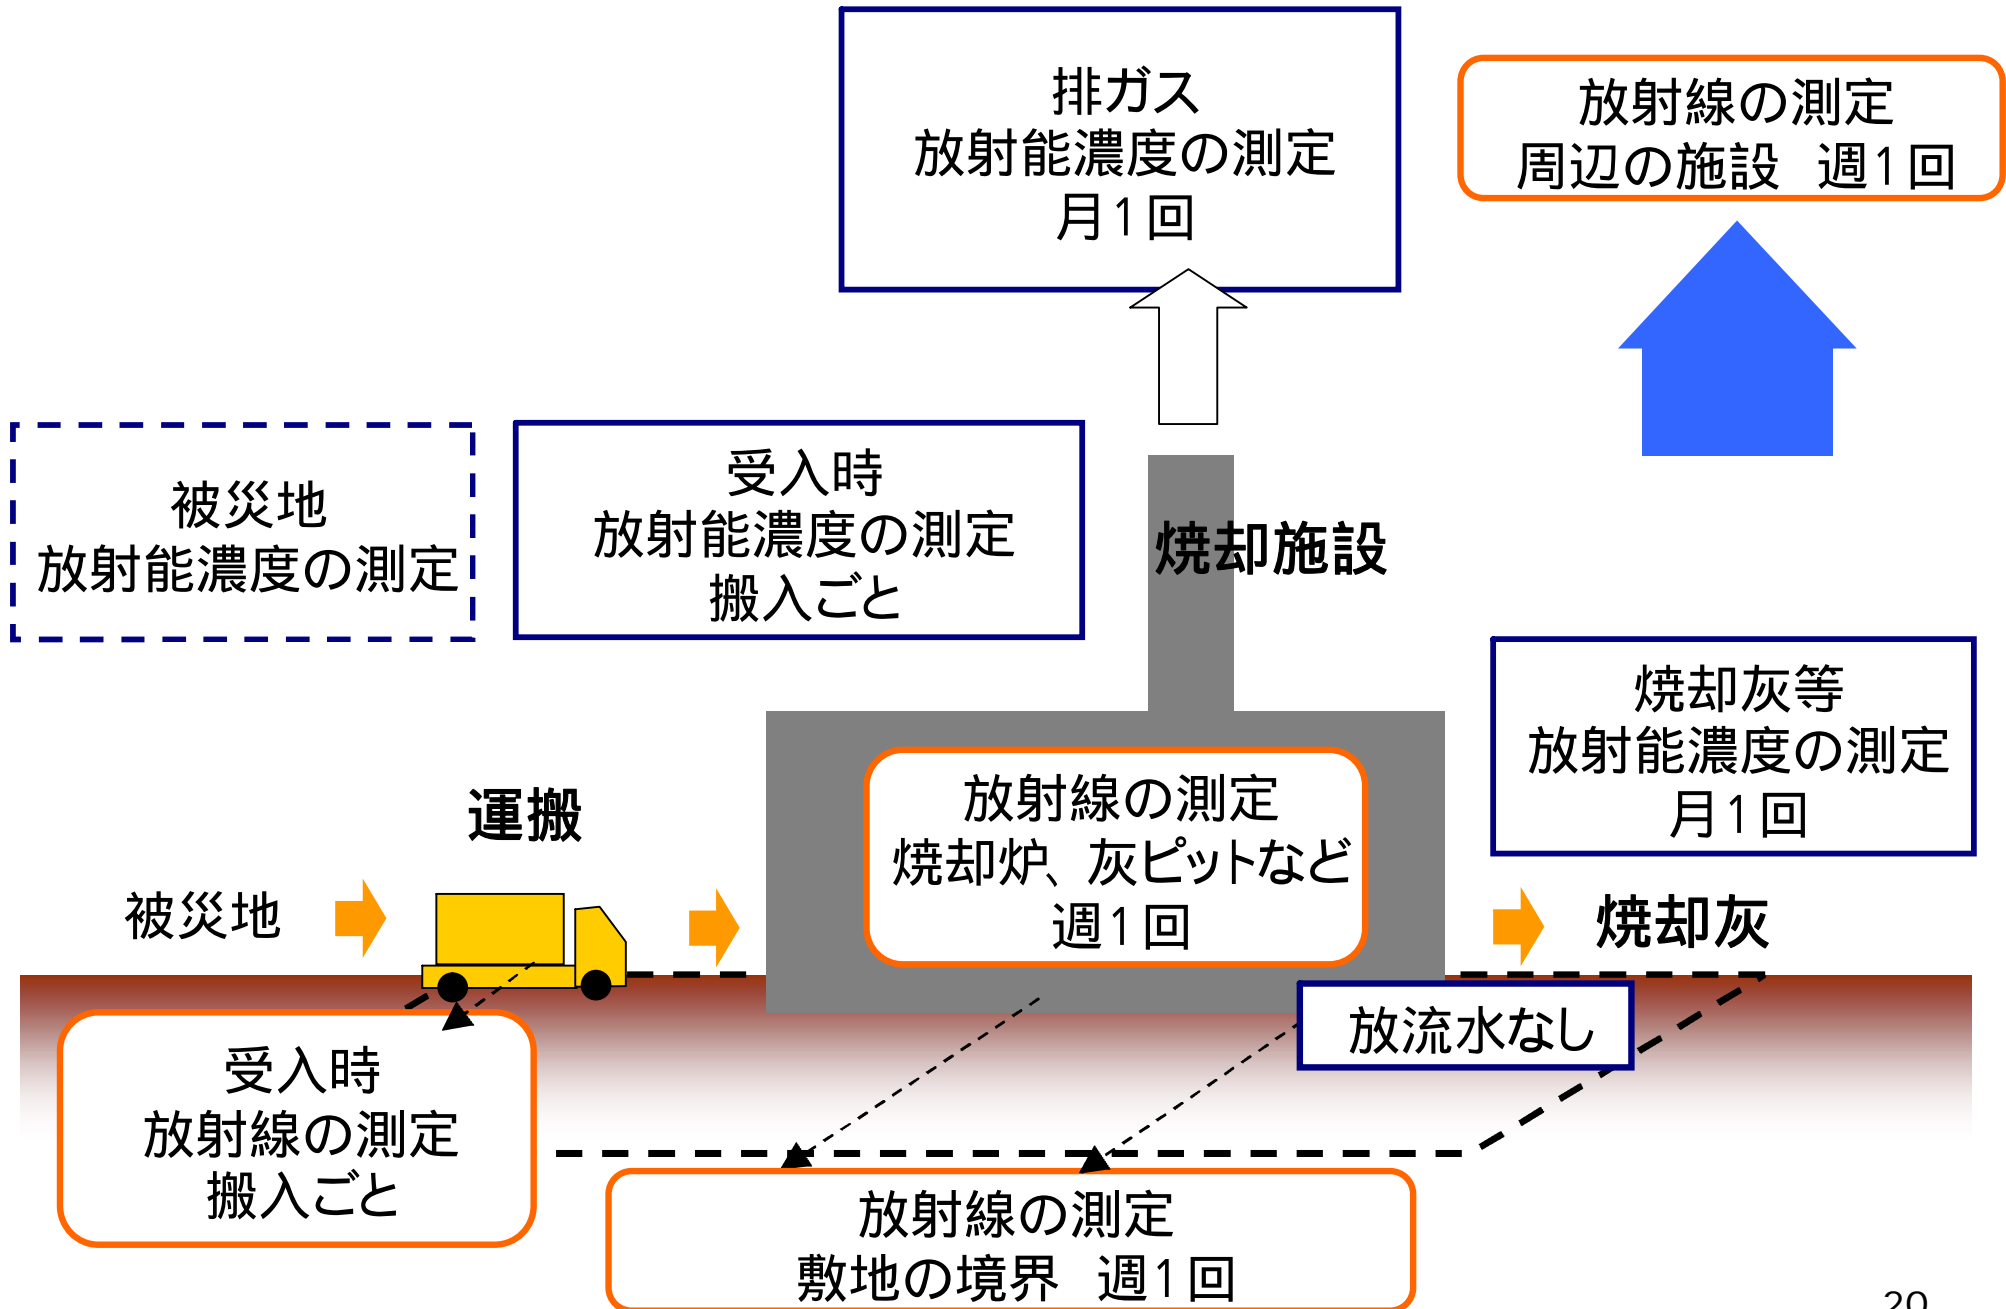 排ガス
放射能濃度の測定
月1回
放射線の測定
周辺の施設　週1回
被災地
放射能濃度の測定
受入時
放射能濃度の測定
搬入ごと
焼却施設
焼却灰等
放射能濃度の測定
月1回
運搬
放射線の測定
焼却炉、灰ピットなど
週1回
被災地
焼却灰
放流水なし
受入時
放射線の測定
搬入ごと
放射線の測定
敷地の境界　週1回
20